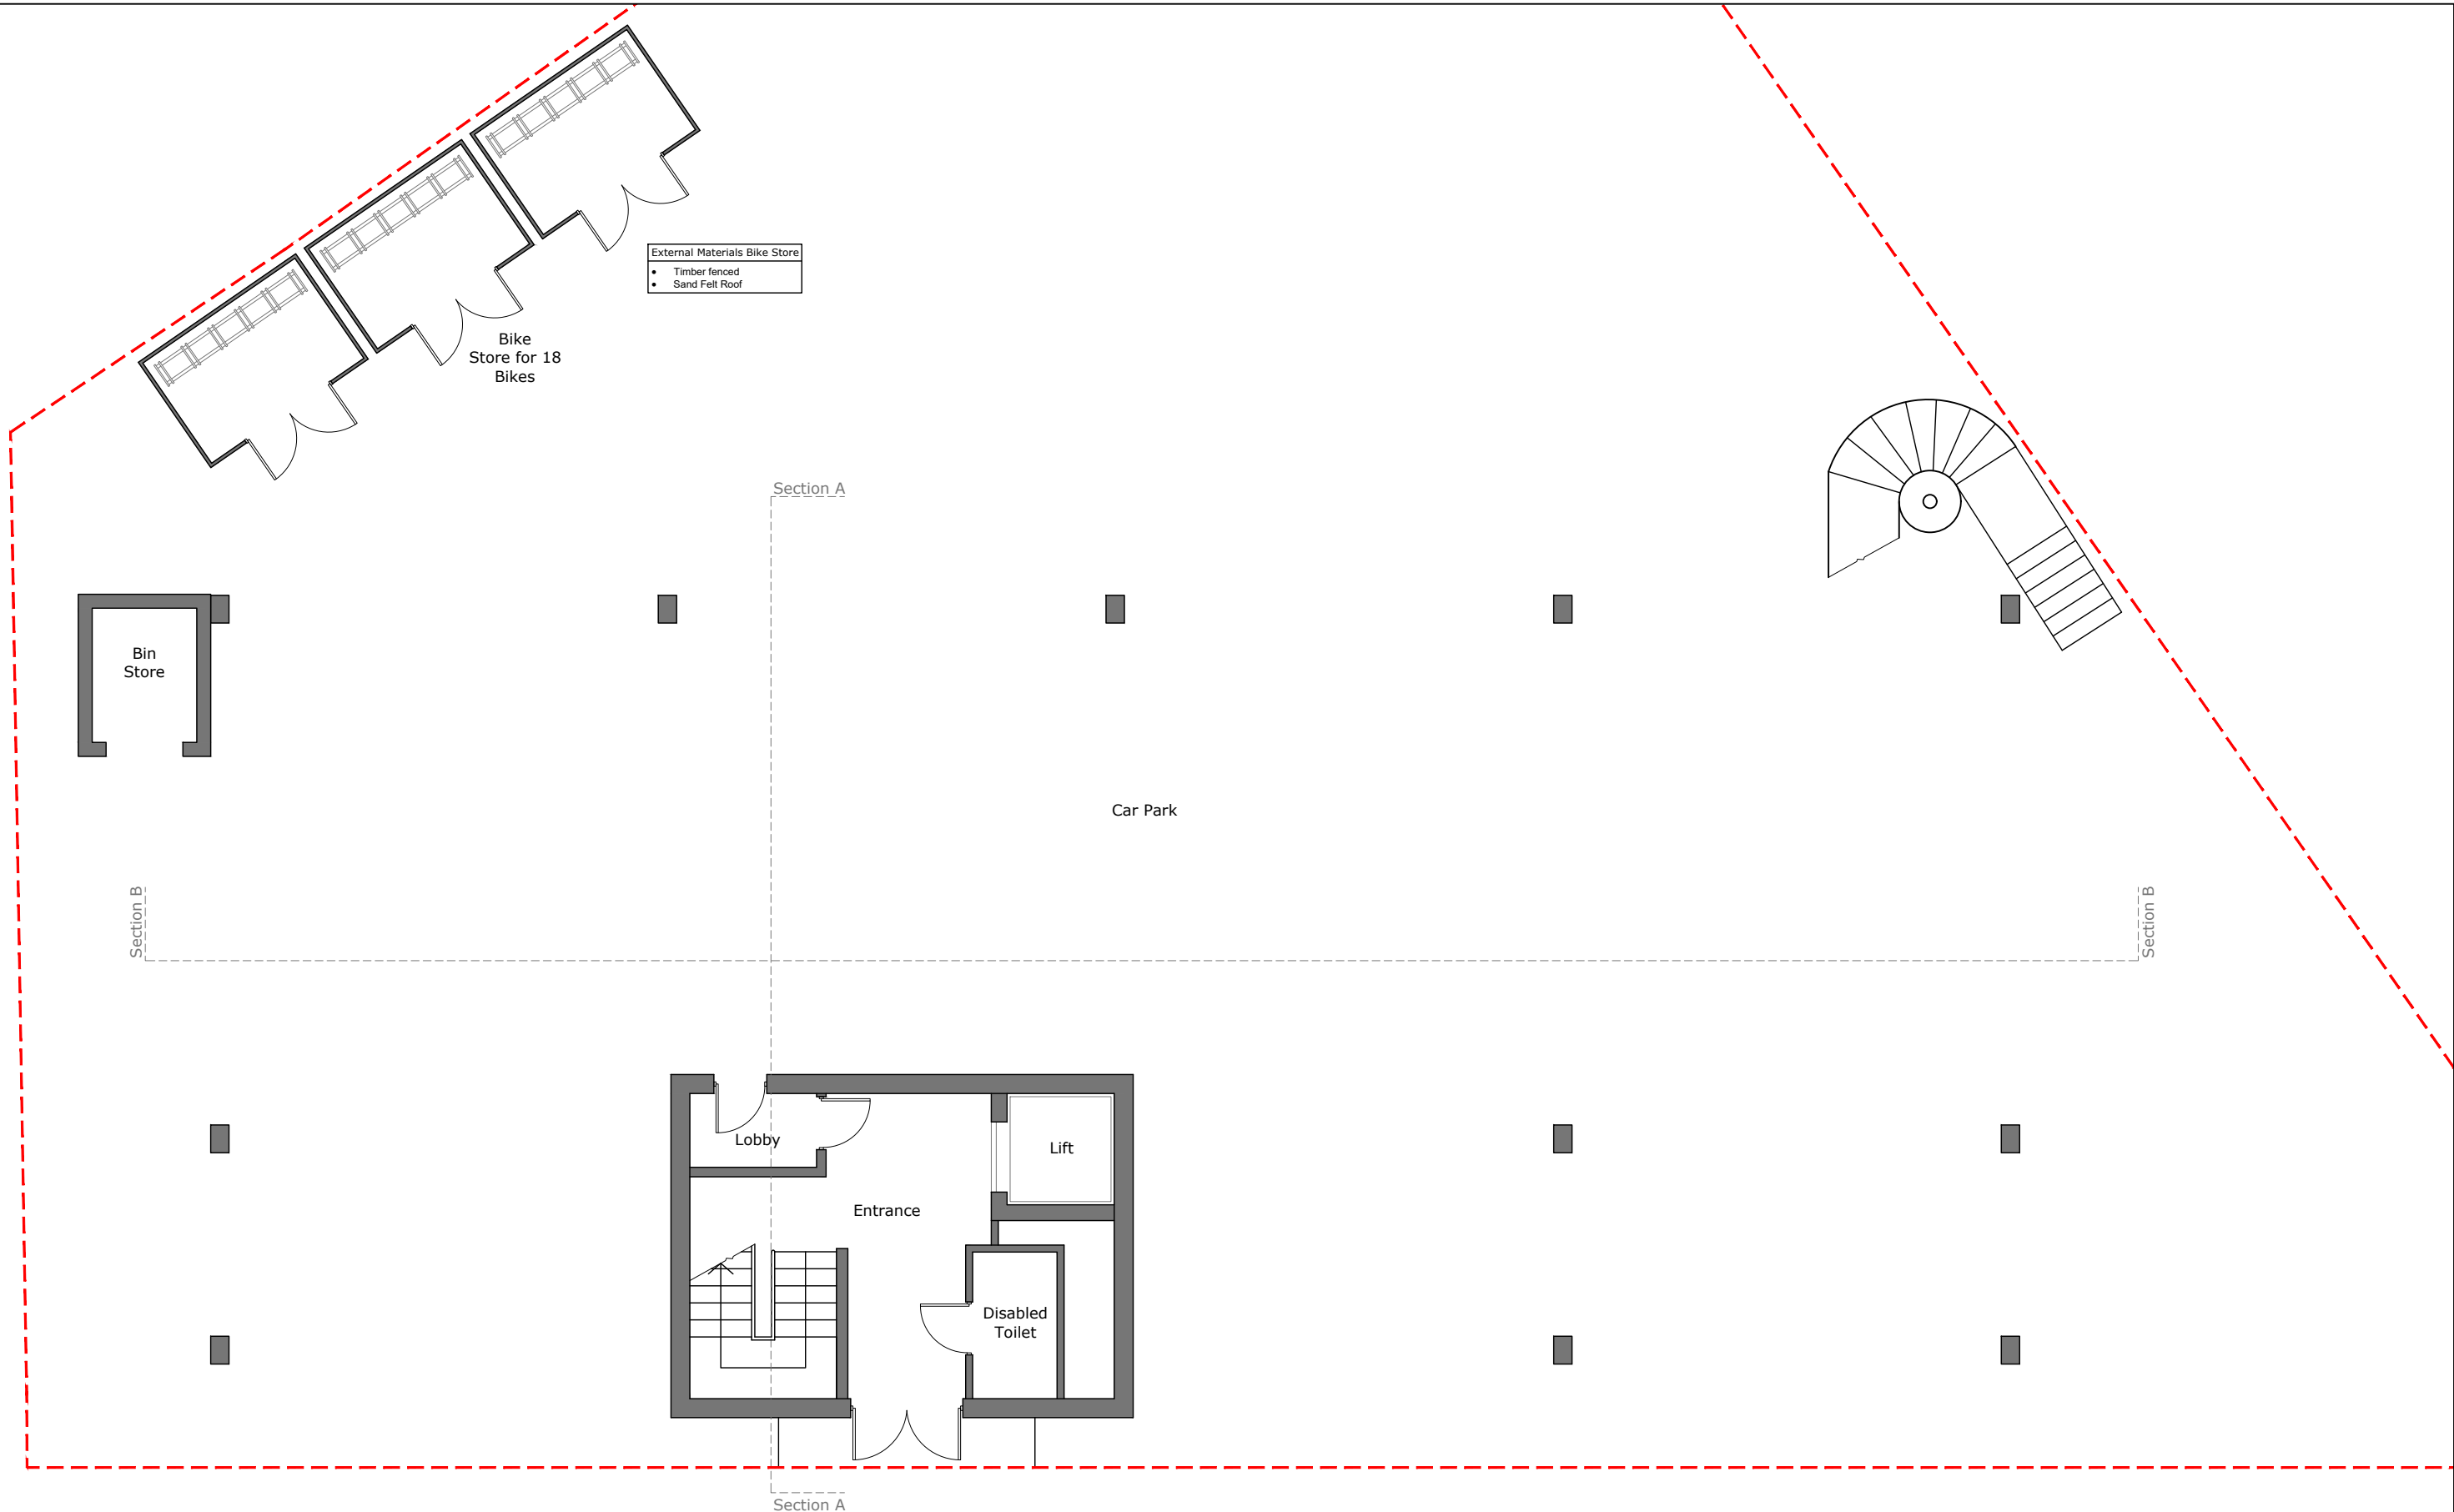 External Materials Bike Store
• Timber fenced
• Sand Felt Roof
Bike
Store for 18
Bikes
Section A
Bin
Store
Car Park
Section B
Section B
Lobby
Lift
Entrance
Disabled
Toilet
Section A